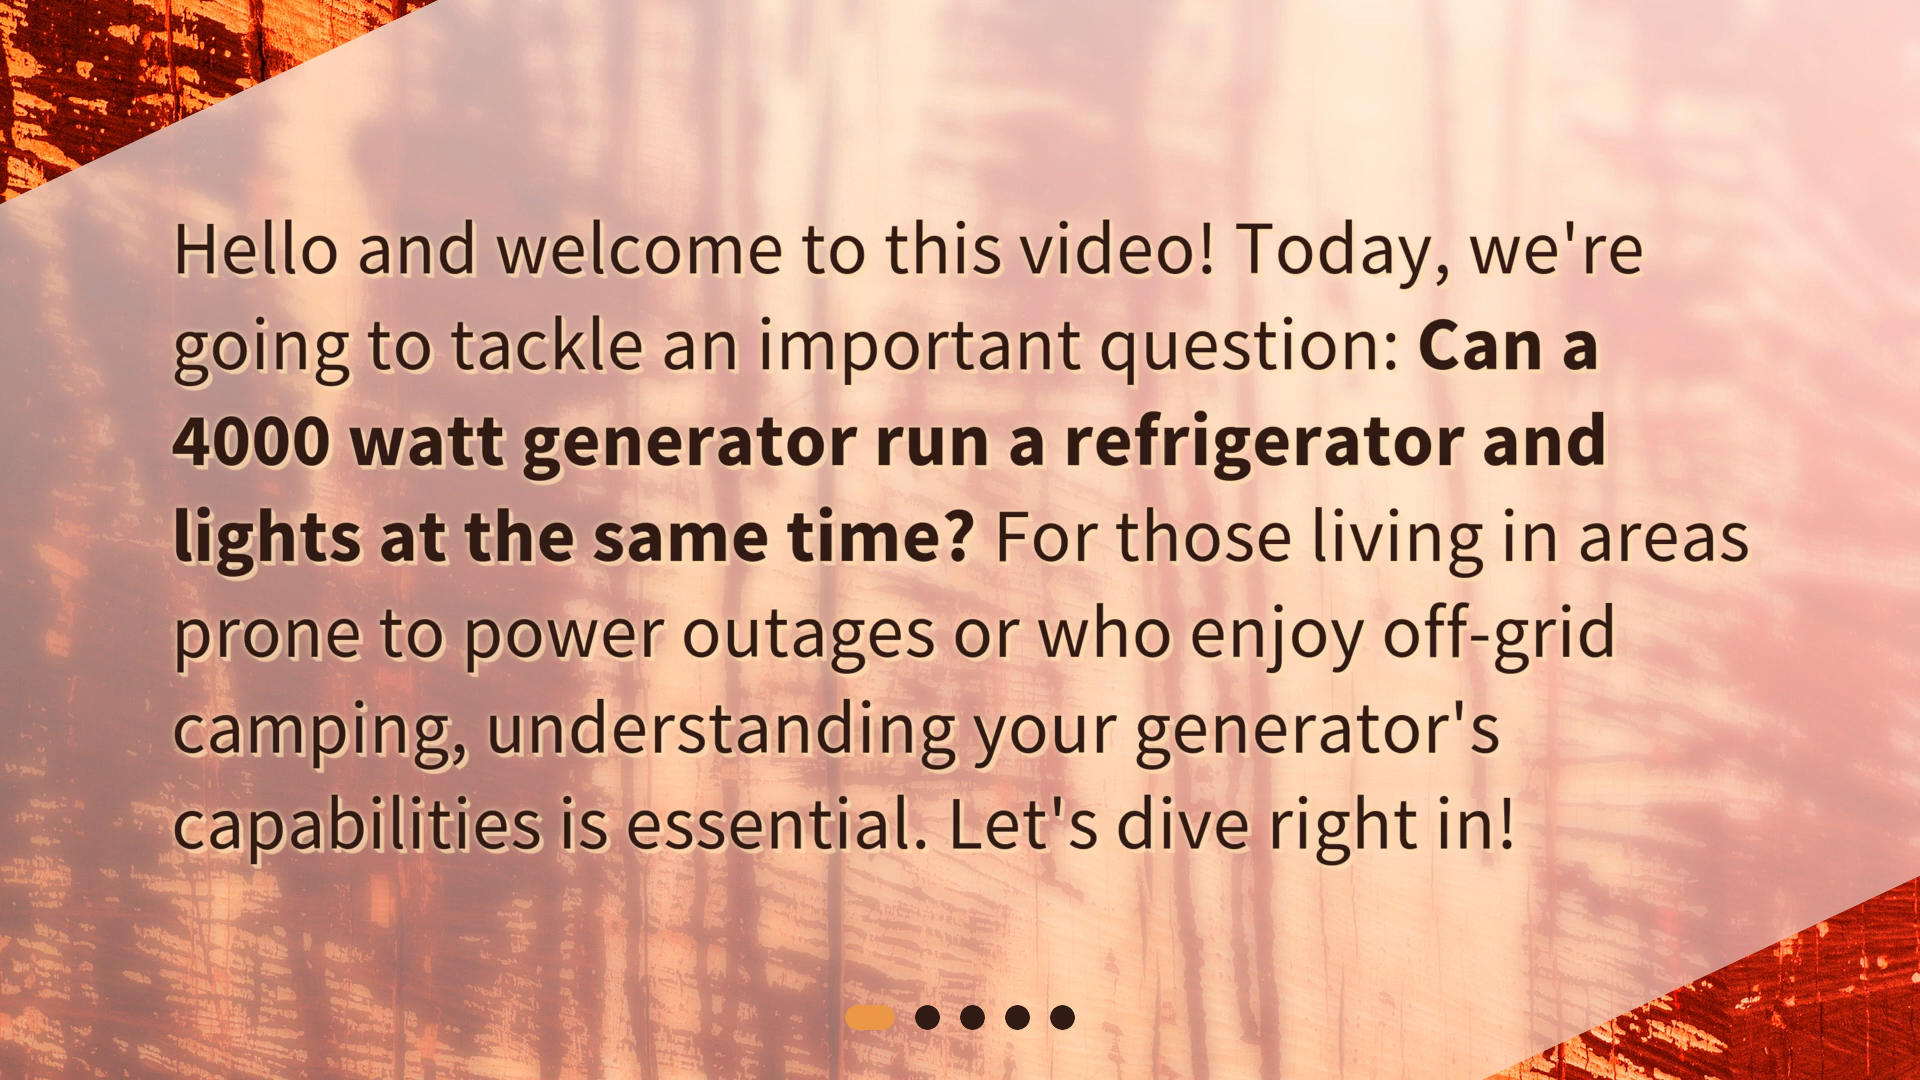 Hello and welcome to this video! Today, we're
going to tackle an important question: Can a
4000 watt generator run a refrigerator and
lights at the same time? For those living in areas
prone to power outages or who enjoy off-grid
camping, understanding your generator's
capabilities is essential. Let's dive right in!